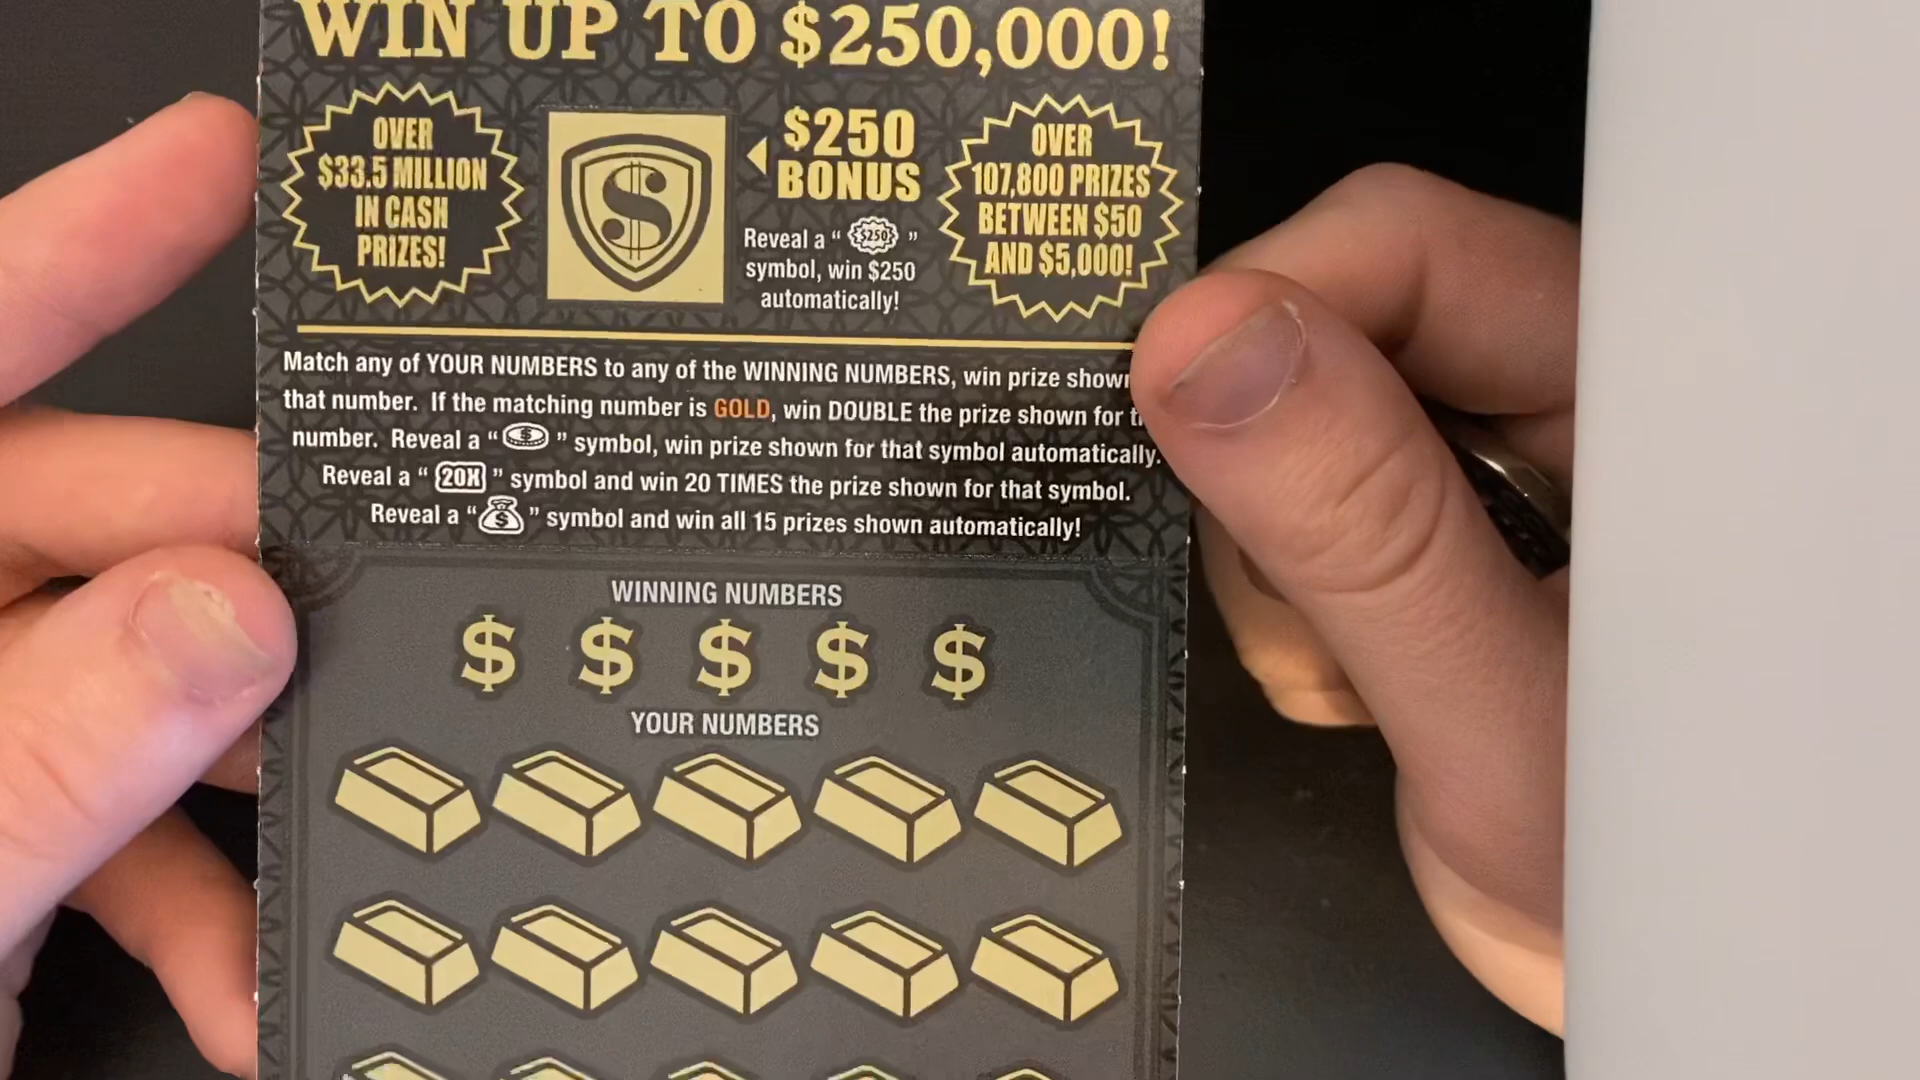 WIN UP TO $250,000!
OVER
$33.5 MILLION
IN CASH
PRIZES!
$
$250
BONUS
Reveal a " $250 "
symbol, win $250
automatically!
OVER
107,800 PRIZES
BETWEEN $50
AND $5,000!
Match any of YOUR NUMBERS to any of the WINNING NUMBERS, win prize
that number. If the matching number is GOLD, win DOUBLE the prize shown for
number. Reveal a " $ " symbol, win prize shown for that symbol automatically.
Reveal a " 20X " symbol and win 20 TIMES the prize shown for that symbol.
Reveal a " $ " symbol and win all 15 prizes shown automatically!
WINNING NUMBERS
$ $ $ $ $
YOUR NUMBERS